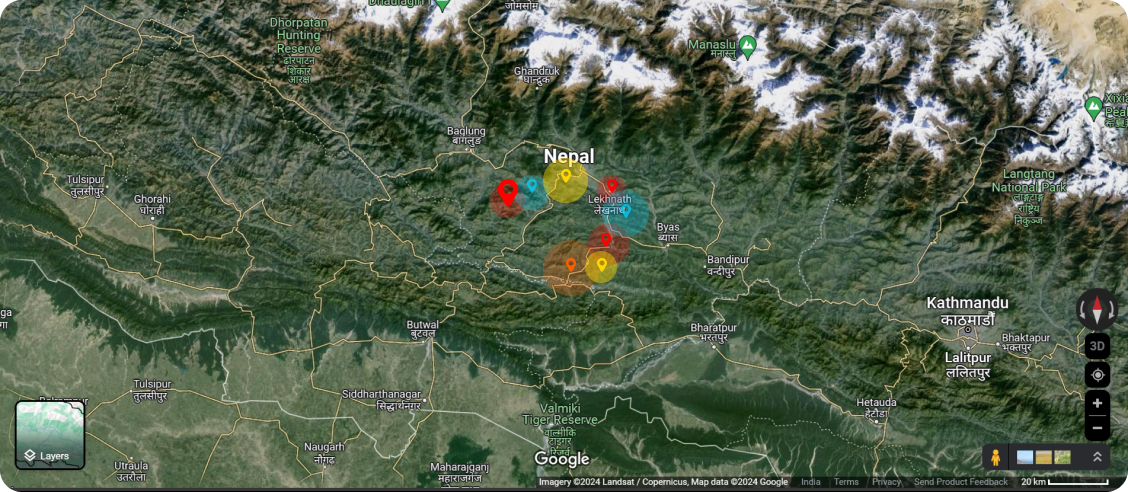 जोमसोम
Dhorpatan
Hunting
Reserve
ढोरपाटन
शिकार
आरक्ष
Manaslu
मनास्लु
Ghandruk
घान्द्रुक
Baglung
बागलुङ
Nepal
Tulsipur
तुलसीपुर
Ghorahi
घोराही
Lekhnath
लेखनाथ
Byas
ब्यास
Bandipur
वन्दीपुर
Langtang
National Park
लाङटाङ
राष्ट्रिय
निकुञ्ज
Kathmandu
काठमाडौं
Bhaktapur
भक्तपुर
Lalitpur
ललितपुर
3D
Butwal
बुटवल
Bharatpur
भरतपुर
Tulsipur
तुलसीपुर
Siddharthanagar
सिद्धार्थनगर
Hetauda
हेटौडा
Valmiki
Tiger Reserve
वाल्मीकि
टाइगर
रिजर्व
Naugarh
नौगढ़
Layers
Utraula
उतरौला
Maharajganj
महाराजगंज
Google
Imagery ©2024 Landsat / Copernicus, Map data ©2024 Google India Terms Privacy Send Product Feedback 20 km